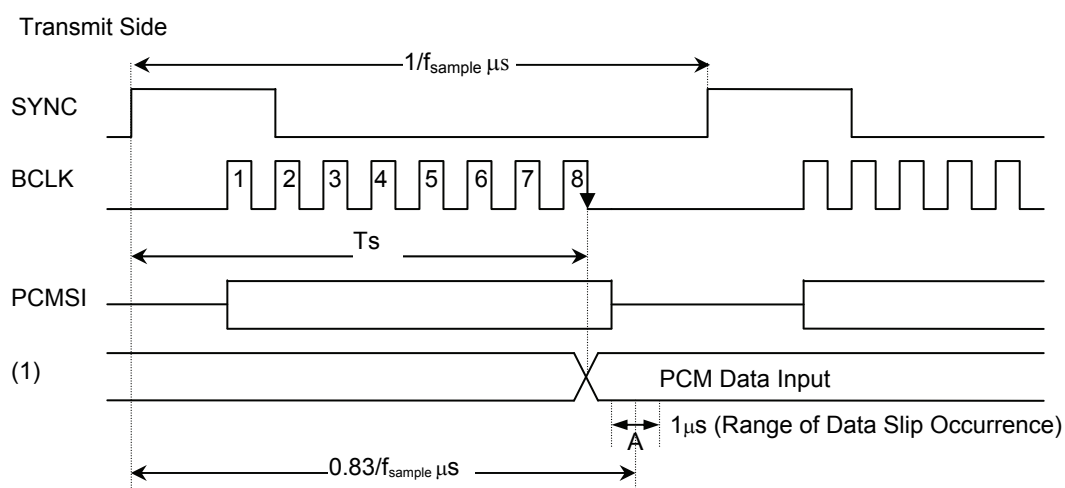 Transmit Side
1/fsample μs
SYNC
BCLK
1 2 3 4 5 6 7 8
Ts
PCMSI
(1)
PCM Data Input
1μs (Range of Data Slip Occurrence)
A
0.83/fsample μs